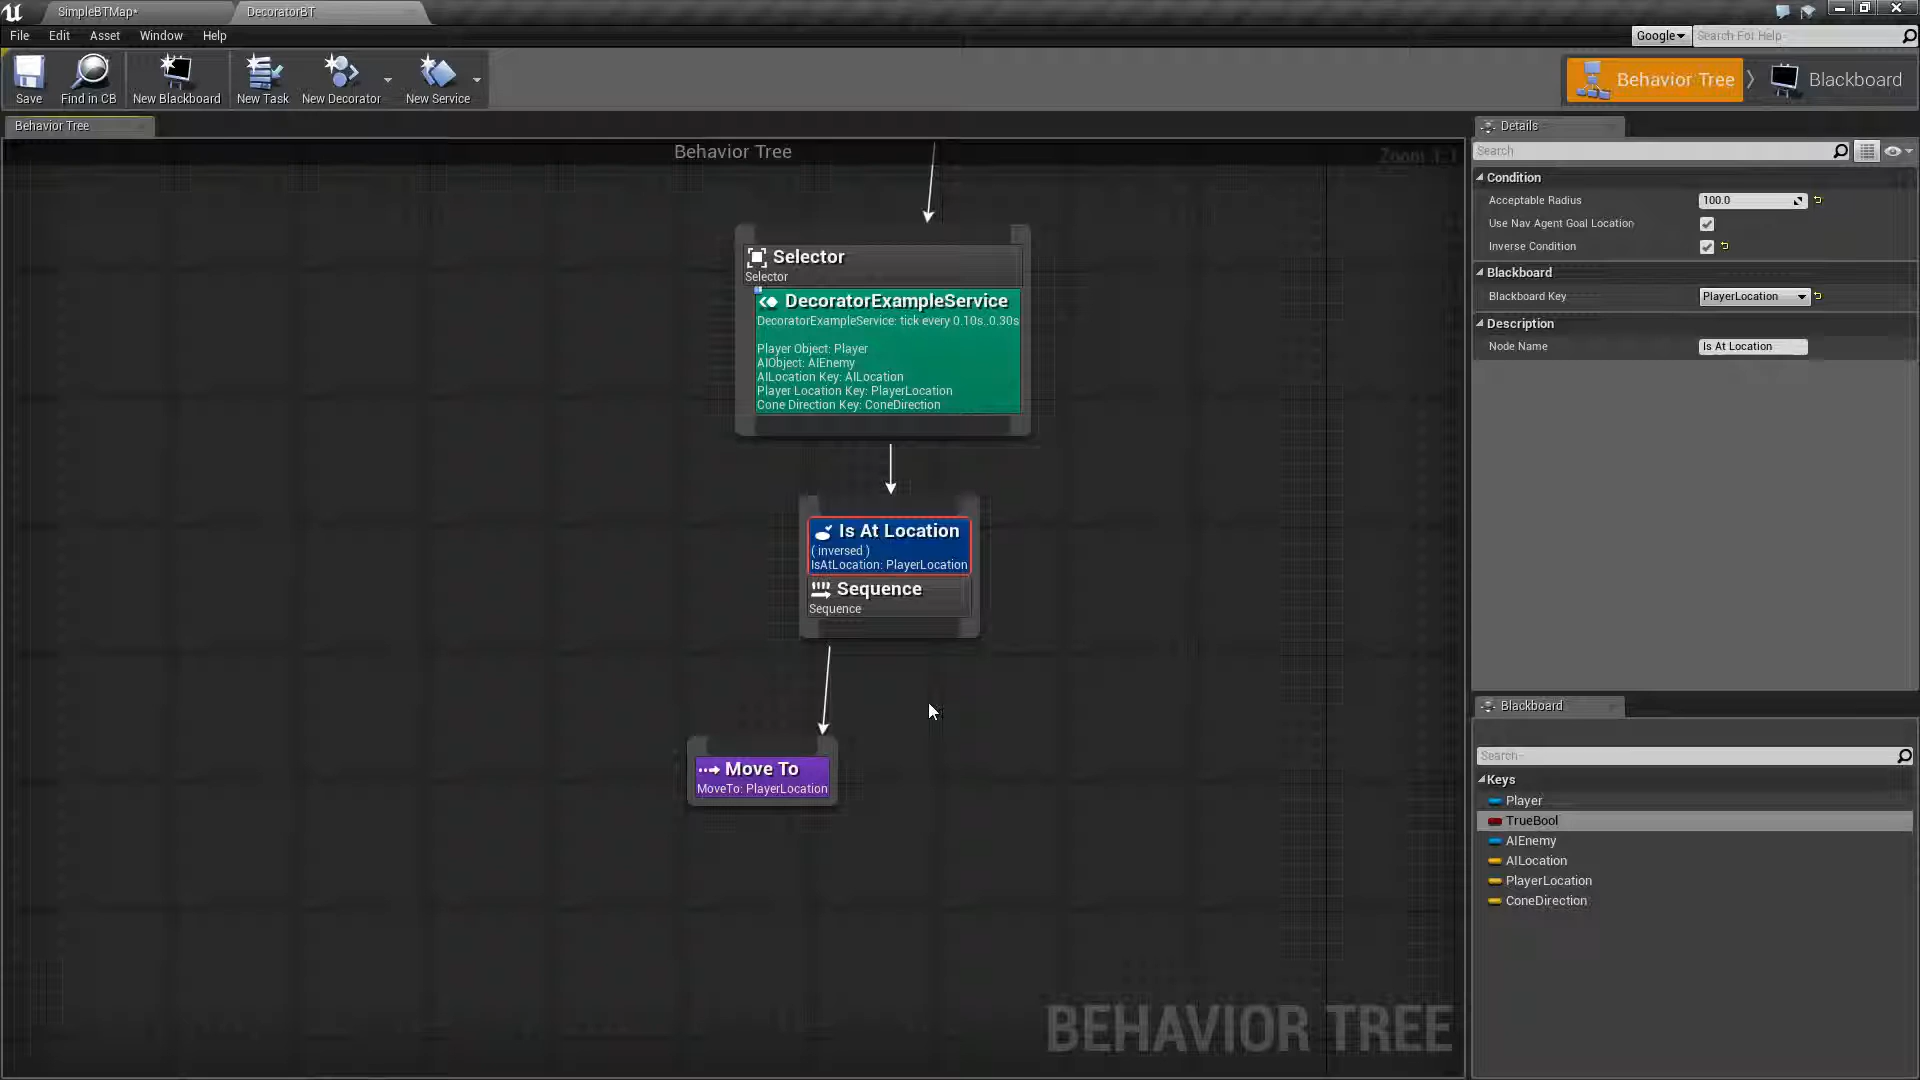 SimpleBTMap*
DecoratorBT
File Edit Asset Window Help
Google
Search For Help
Save
Find in CB
New Blackboard
New Task
New Decorator
New Service
Behavior Tree
Blackboard
Behavior Tree
Behavior Tree
Zoom 1:1
Selector
Selector
DecoratorExampleService
DecoratorExampleService: tick every 0.10s..0.30s
Player Object: Player
AIObject: AIEnemy
AILocation Key: AILocation
Player Location Key: PlayerLocation
Cone Direction Key: ConeDirection
Is At Location
( inversed )
IsAtLocation: PlayerLocation
Sequence
Sequence
Move To
MoveTo: PlayerLocation
BEHAVIOR TREE
Details
Search
Condition
Acceptable Radius 100.0
Use Nav Agent Goal Location
Inverse Condition
Blackboard
Blackboard Key PlayerLocation
Description
Node Name Is At Location
Blackboard
Search
Keys
Player
TrueBool
AIEnemy
AILocation
PlayerLocation
ConeDirection